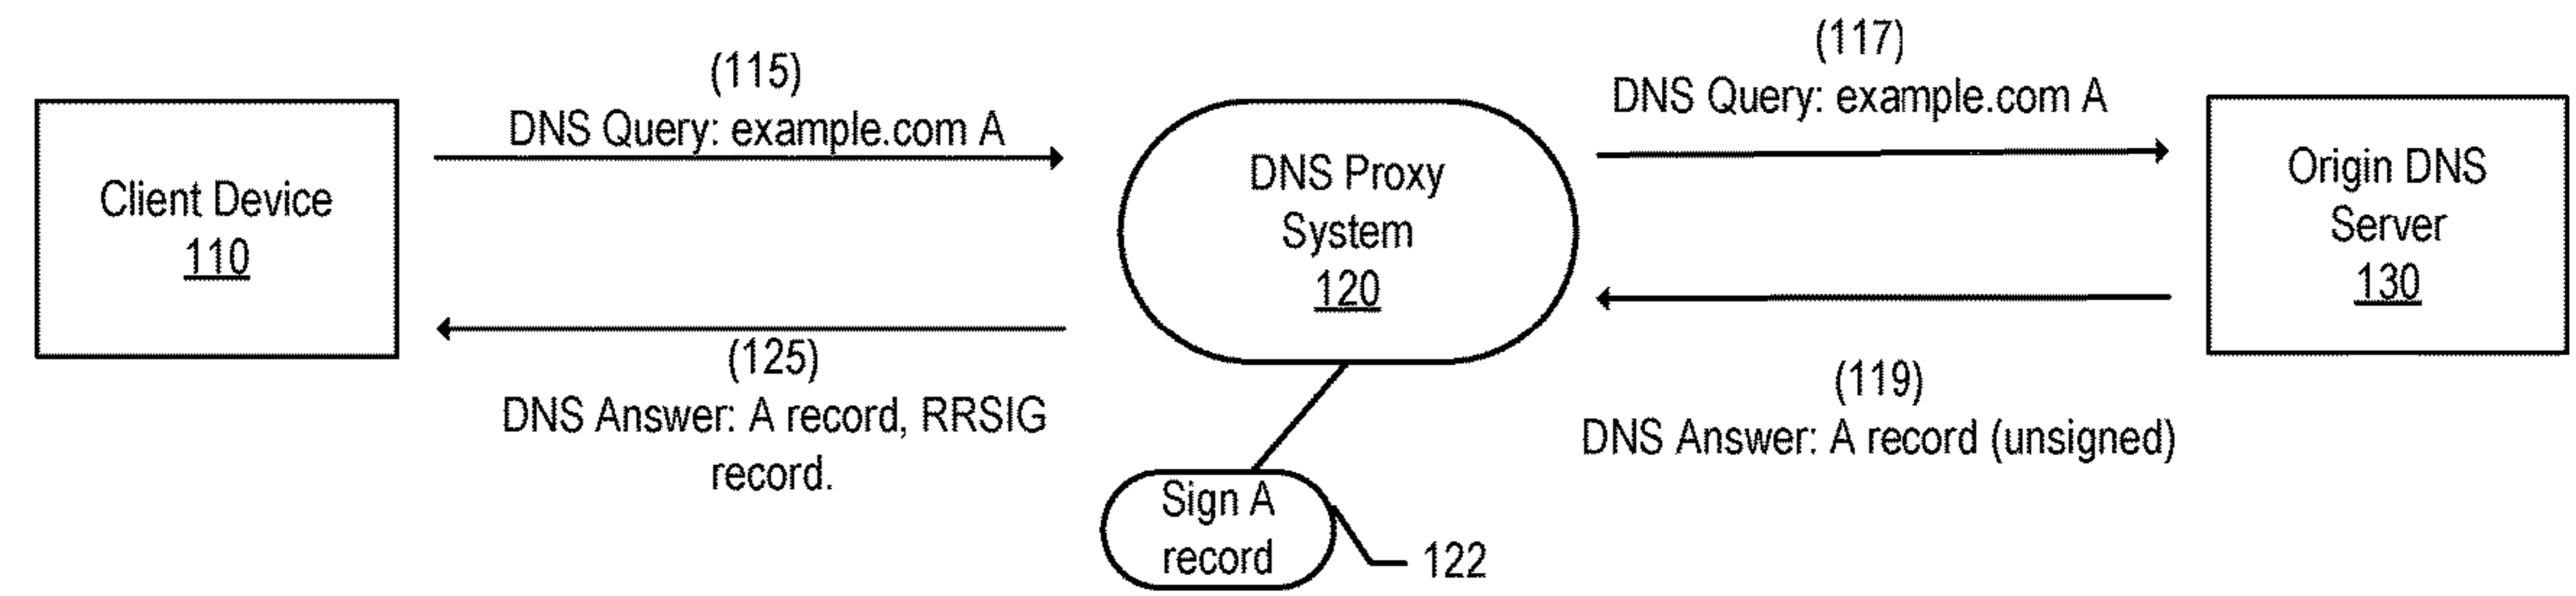 Client Device
110
(115)
DNS Query: example.com A
(125)
DNS Answer: A record, RRSIG
record.
DNS Proxy
System
120
Sign A
record
122
(117)
DNS Query: example.com A
(119)
DNS Answer: A record (unsigned)
Origin DNS
Server
130